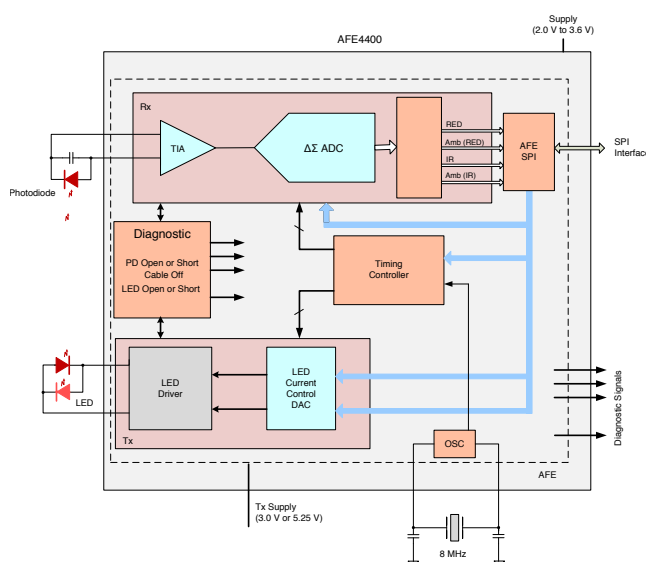 Supply
(2.0 V to 3.6 V)
AFE4400
Rx
TIA
ΔΣ ADC
RED
Amb (RED)
IR
Amb (IR)
AFE
SPI
SPI
Interface
Photodiode
Diagnostic
PD Open or Short
Cable Off
LED Open or Short
Timing
Controller
LED
Driver
LED
Current
Control
DAC
LED
Tx
OSC
Diagnostic Signals
AFE
Tx Supply
(3.0 V or 5.25 V)
8 MHz